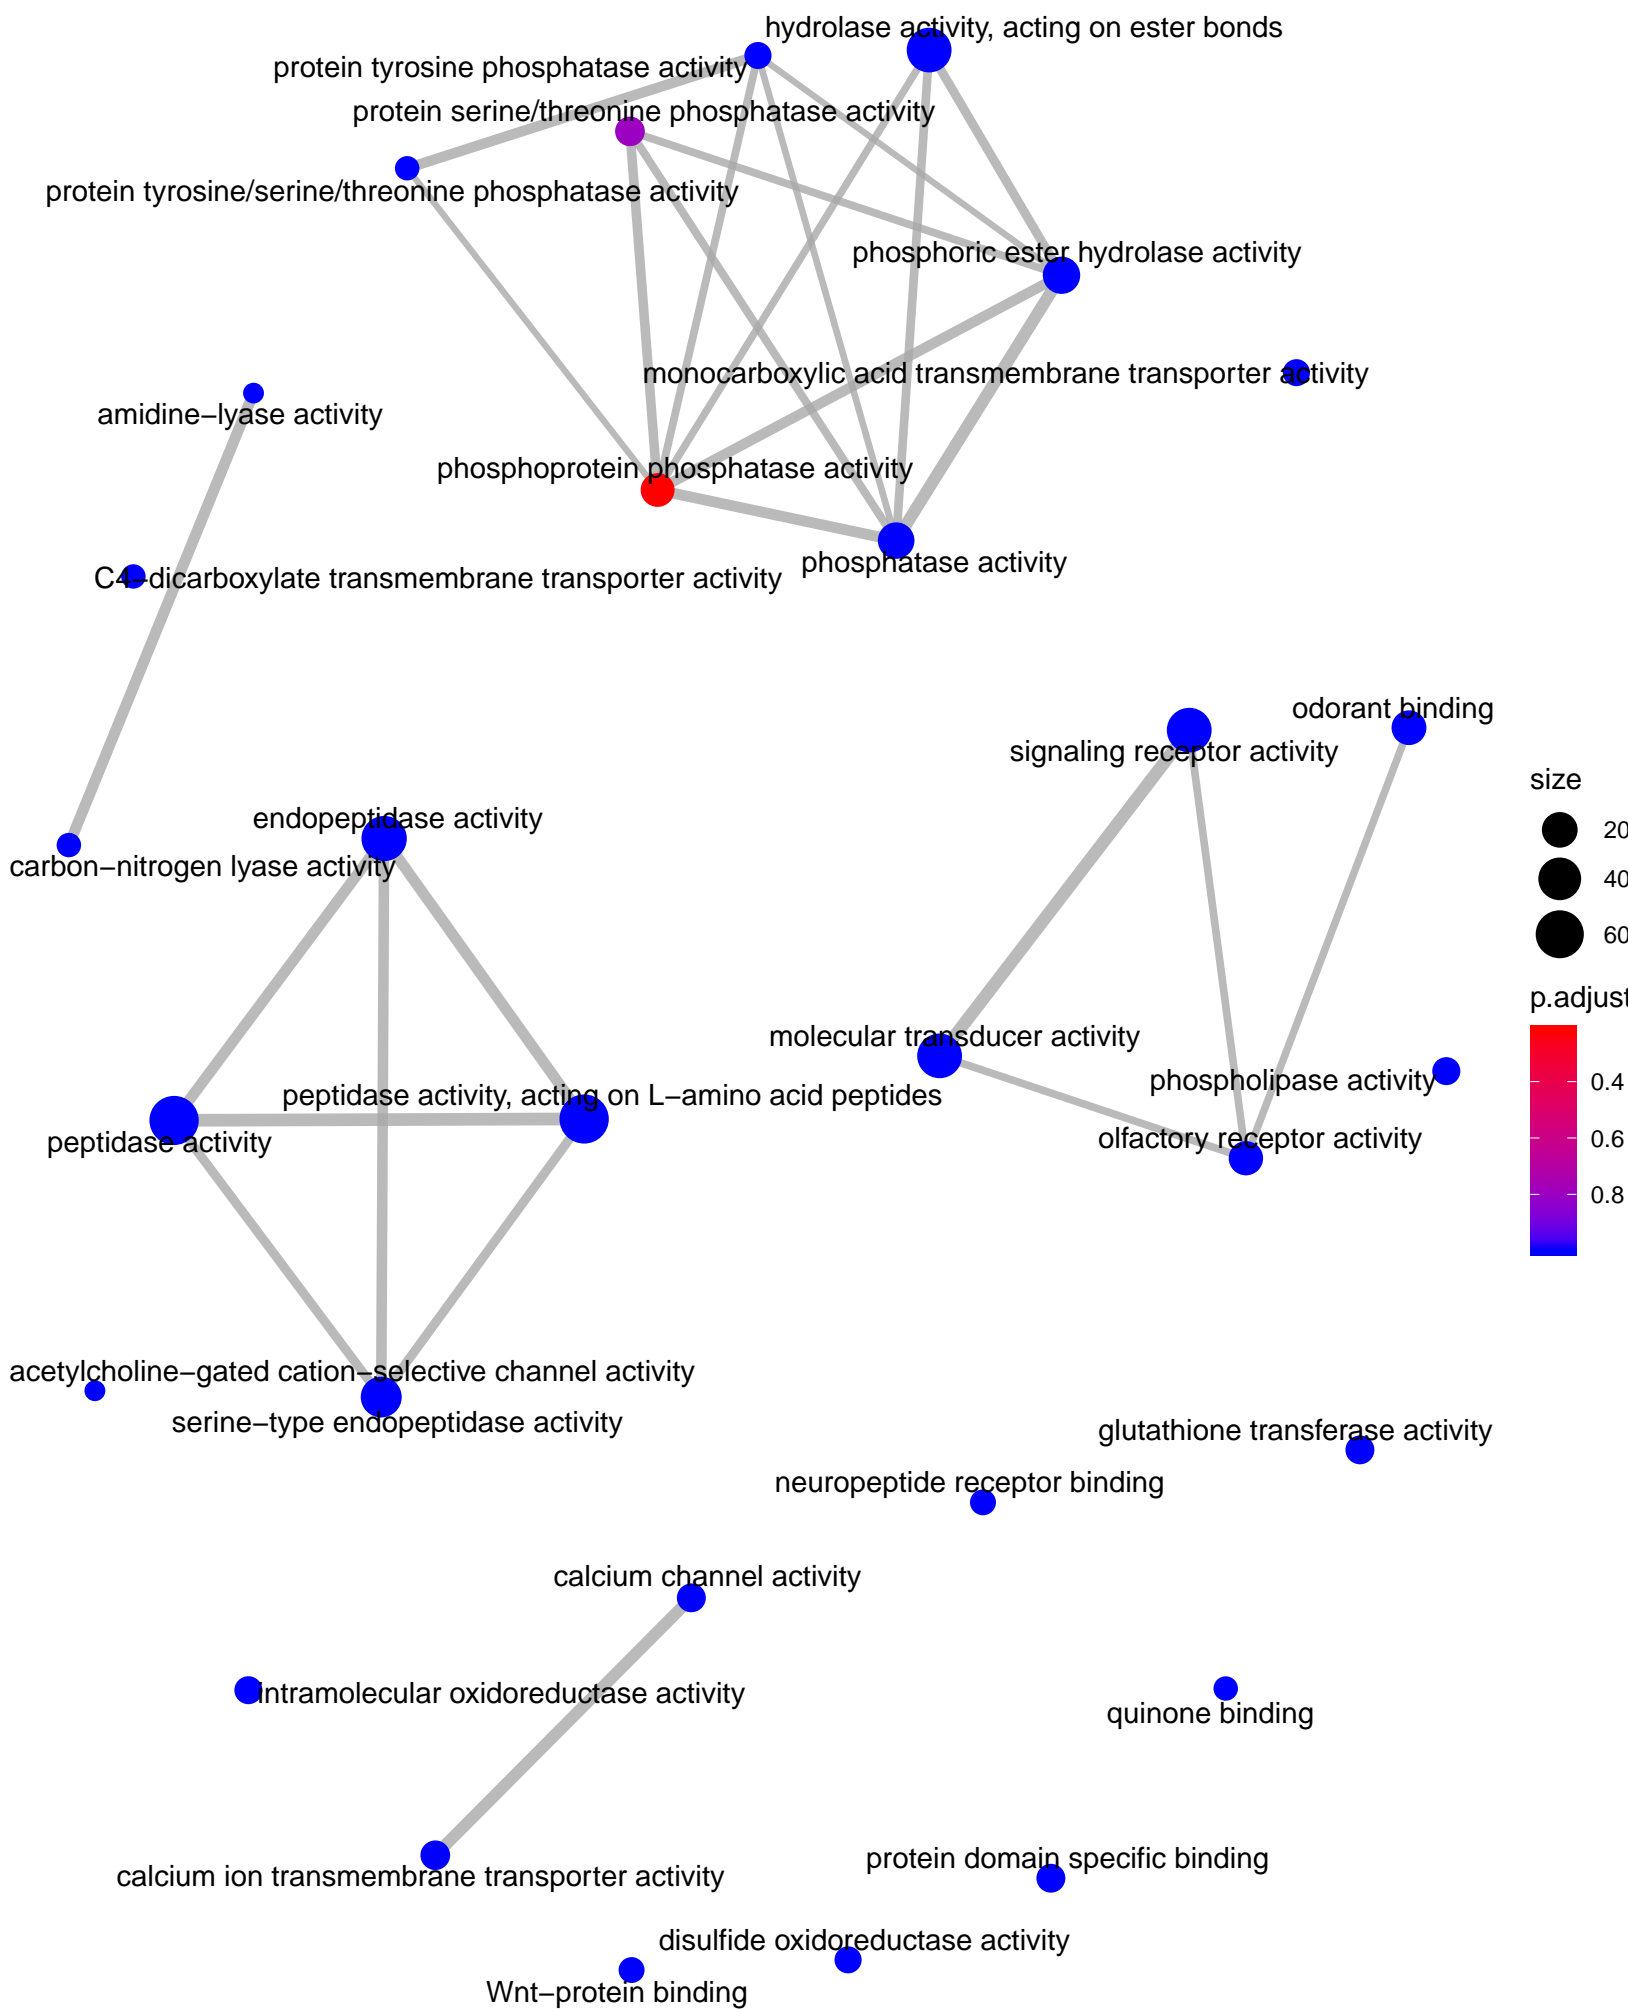 hydrolase activity, acting on ester bonds
protein tyrosine phosphatase activity
protein serine/threonine phosphatase activity
protein tyrosine/serine/threonine phosphatase activity
phosphoric ester hydrolase activity
monocarboxylic acid transmembrane transporter activity
amidine−lyase activity
phosphoprotein phosphatase activity
phosphatase activity
C4−dicarboxylate transmembrane transporter activity
odorant binding
signaling receptor activity
size
endopeptidase activity
20
carbon−nitrogen lyase activity
40
60
p.adjust
molecular transducer activity
phospholipase activity
0.4
peptidase activity, acting on L−amino acid peptides
peptidase activity
olfactory receptor activity
0.6
0.8
acetylcholine−gated cation−selective channel activity
serine−type endopeptidase activity
glutathione transferase activity
neuropeptide receptor binding
calcium channel activity
intramolecular oxidoreductase activity
quinone binding
protein domain specific binding
calcium ion transmembrane transporter activity
disulfide oxidoreductase activity
Wnt−protein binding